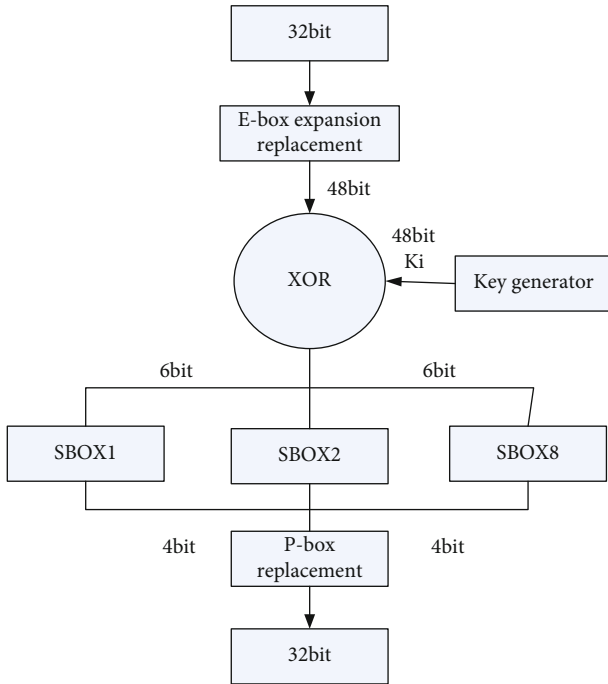 32bit
E-box expansion
replacement
48bit
48bit
Ki
XOR
Key generator
6bit
6bit
SBOX1
SBOX2
SBOX8
4bit
P-box
replacement
4bit
32bit